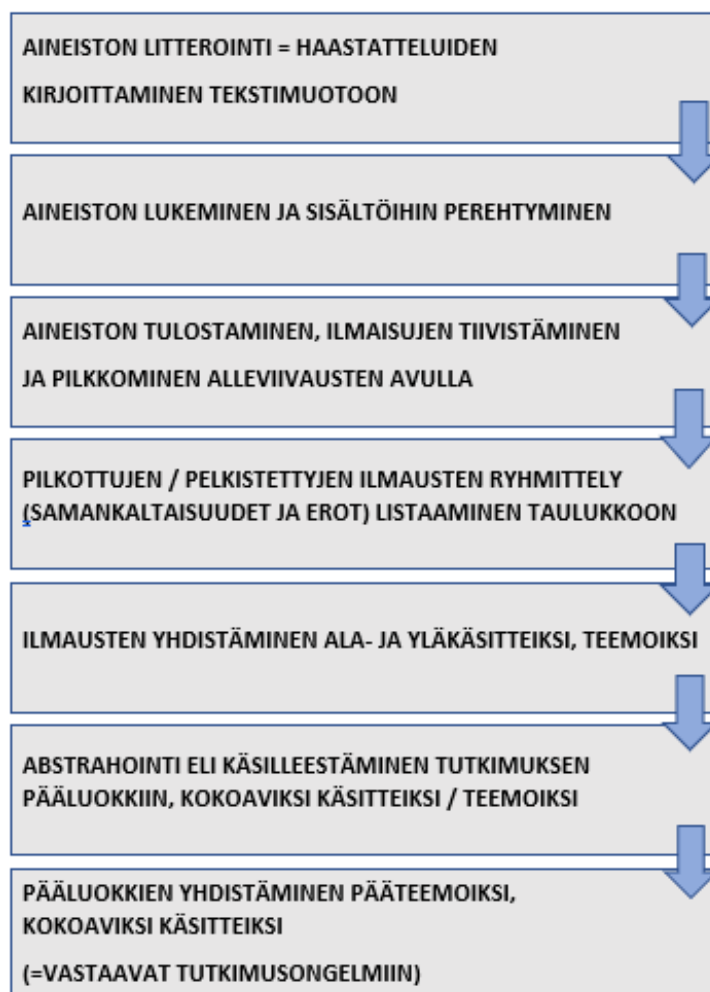 AINEISTON LITTEROINTI = HAASTATTELUIDEN
KIRJOITTAMINEN TEKSTIMUOTOON
AINEISTON LUKEMINEN JA SISÄLTÖIHIN PEREHTYMINEN
AINEISTON TULOSTAMINEN, ILMAISUJEN TIIVISTÄMINEN
JA PILKKOMINEN ALLEVIIVAUSTEN AVULLA
PILKOTTUJEN / PELKISTETTYJEN ILMAUSTEN RYHMITTELY
(SAMANKALTAISUUDET JA EROT) LISTAAMINEN TAULUKKOON
ILMAUSTEN YHDISTÄMINEN ALA- JA YLÄKÄSITTEIKSI, TEEMOIKSI
ABSTRAHOINTI ELI KÄSILLEESTÄMINEN TUTKIMUKSEN
PÄÄLUOKKIIN, KOKOAVIKSI KÄSITTEIKSI / TEEMOIKSI
PÄÄLUOKKIEN YHDISTÄMINEN PÄÄTEEMOIKSI,
KOKOAVIKSI KÄSITTEIKSI
(=VASTAAVAT TUTKIMUSONGELMIIN)